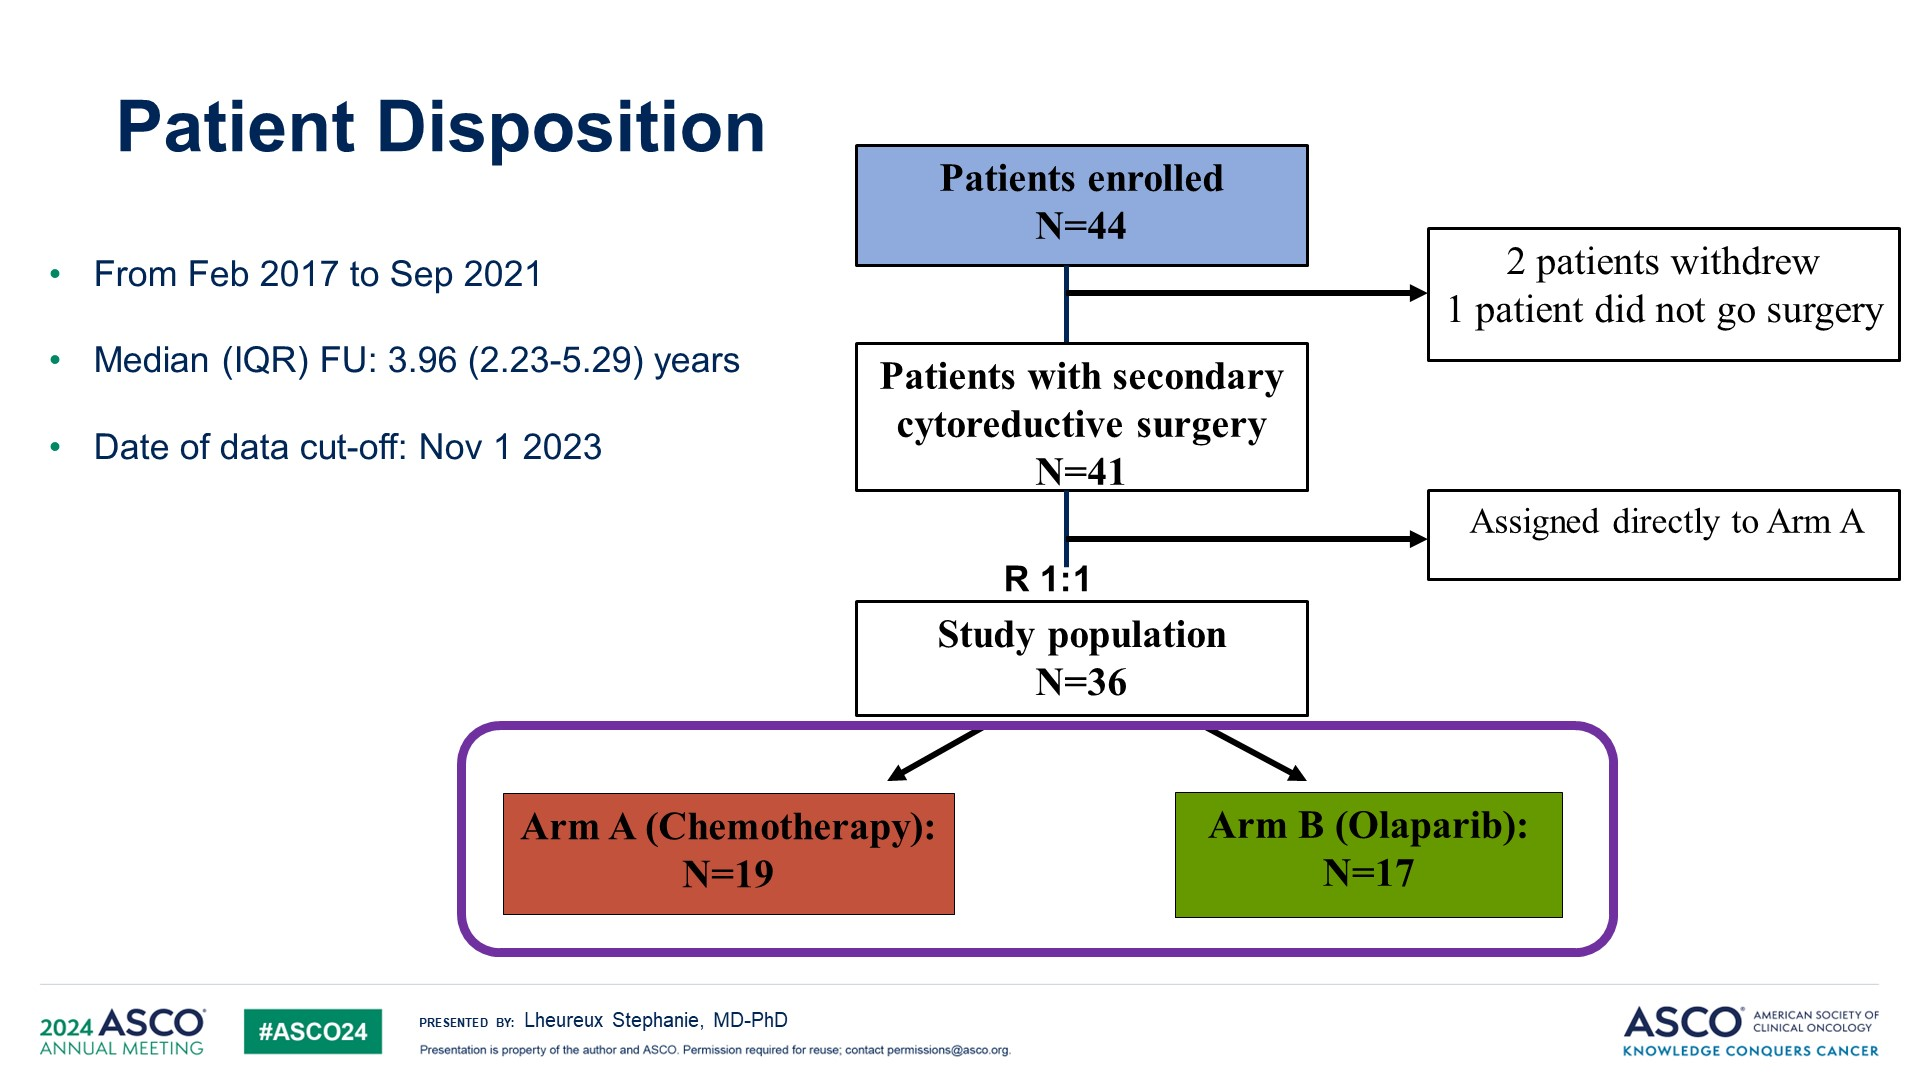 Patient Disposition
• From Feb 2017 to Sep 2021
• Median (IQR) FU: 3.96 (2.23-5.29) years
• Date of data cut-off: Nov 1 2023
Patients enrolled
N=44
2 patients withdrew
1 patient did not go surgery
Patients with secondary
cytoreductive surgery
N=41
Assigned directly to Arm A
R 1:1
Study population
N=36
Arm A (Chemotherapy):
N=19
Arm B (Olaparib):
N=17
2024 ASCO®
ANNUAL MEETING
#ASCO24
PRESENTED BY: Lheureux Stephanie, MD-PhD
Presentation is property of the author and ASCO. Permission required for reuse; contact permissions@asco.org.
ASCO® AMERICAN SOCIETY OF
CLINICAL ONCOLOGY
KNOWLEDGE CONQUERS CANCER